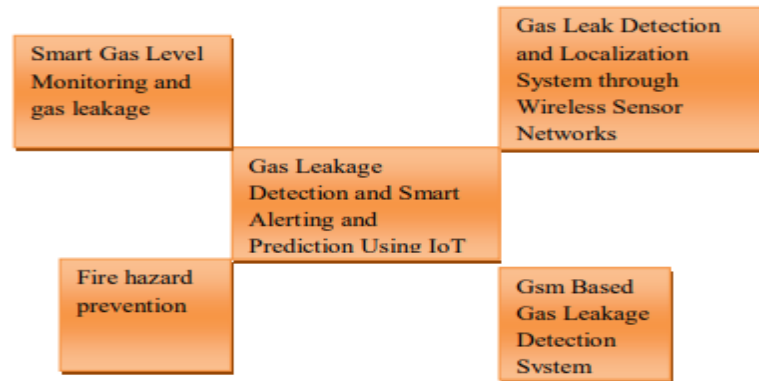 Smart Gas Level
Monitoring and
gas leakage
Gas Leak Detection
and Localization
System through
Wireless Sensor
Networks
Gas Leakage
Detection and Smart
Alerting and
Prediction Using IoT
Fire hazard
prevention
Gsm Based
Gas Leakage
Detection
System